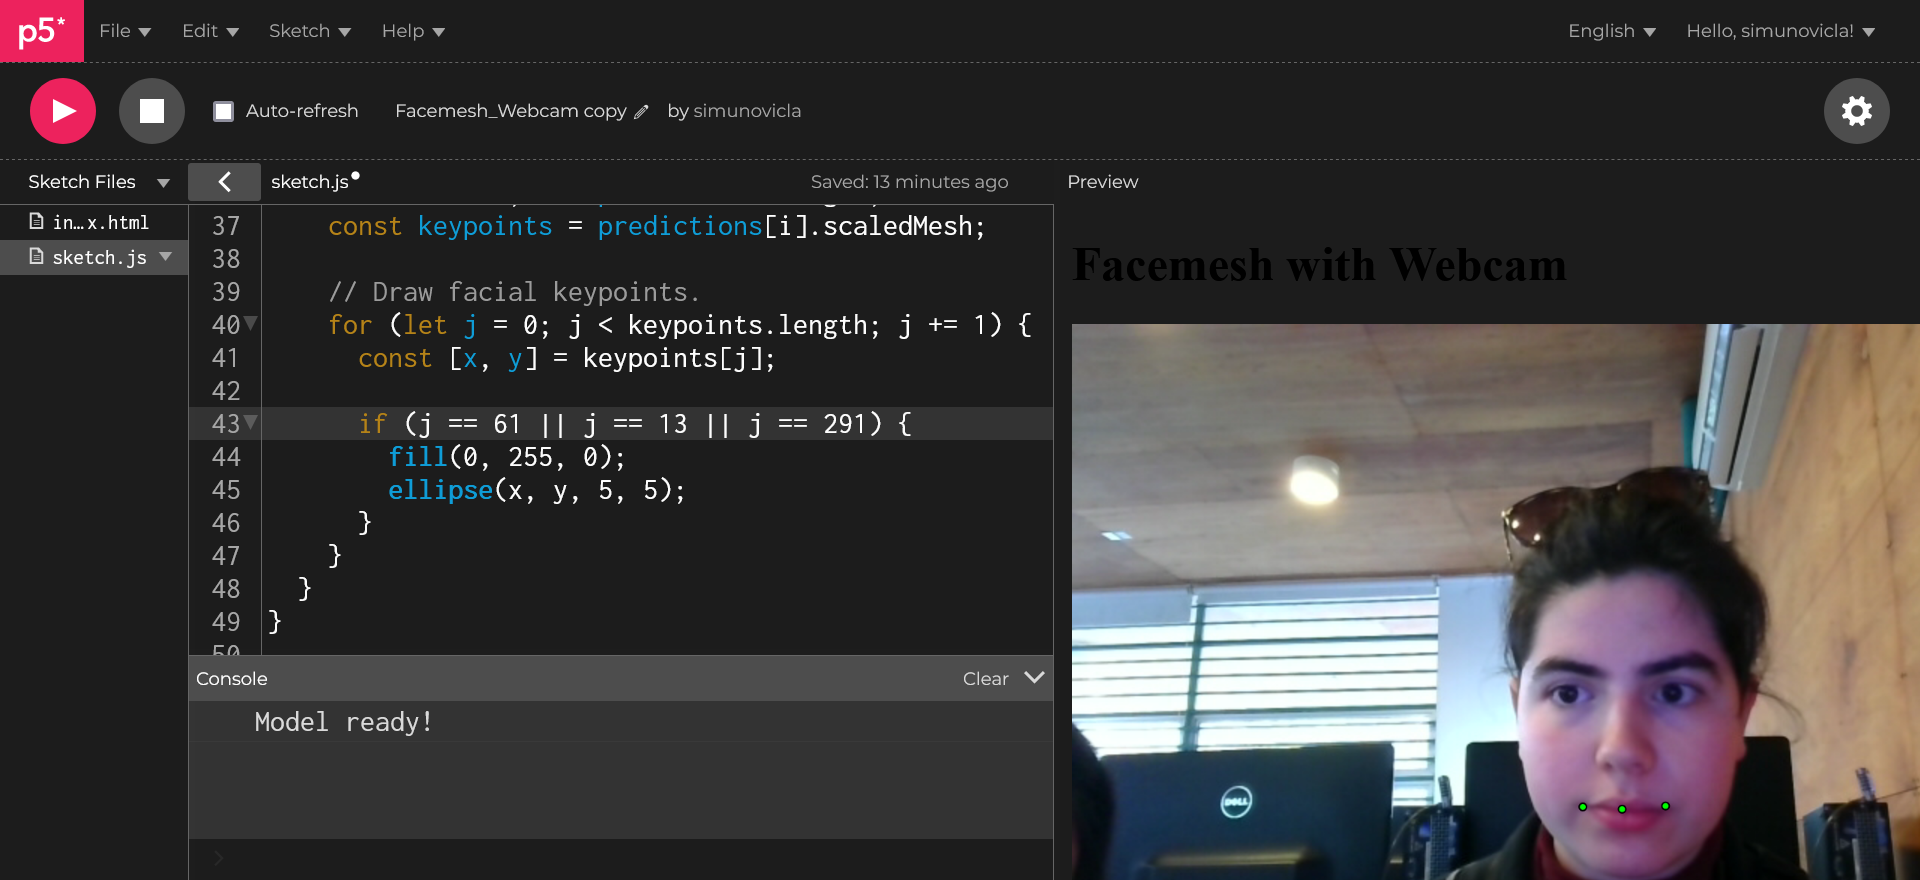 p5* File Edit Sketch Help English Hello, simunovicla!
Auto-refresh Facemesh_Webcam copy by simunovicla
Sketch Files sketch.js Saved: 13 minutes ago Preview
in…x.html
sketch.js
37 const keypoints = predictions[i].scaledMesh;
38
39 // Draw facial keypoints.
40 for (let j = 0; j < keypoints.length; j += 1) {
41 const [x, y] = keypoints[j];
42
43 if (j == 61 || j == 13 || j == 291) {
44 fill(0, 255, 0);
45 ellipse(x, y, 5, 5);
46 }
47 }
48 }
49 }
50
Console Clear
Model ready!
>
Facemesh with Webcam
DELL